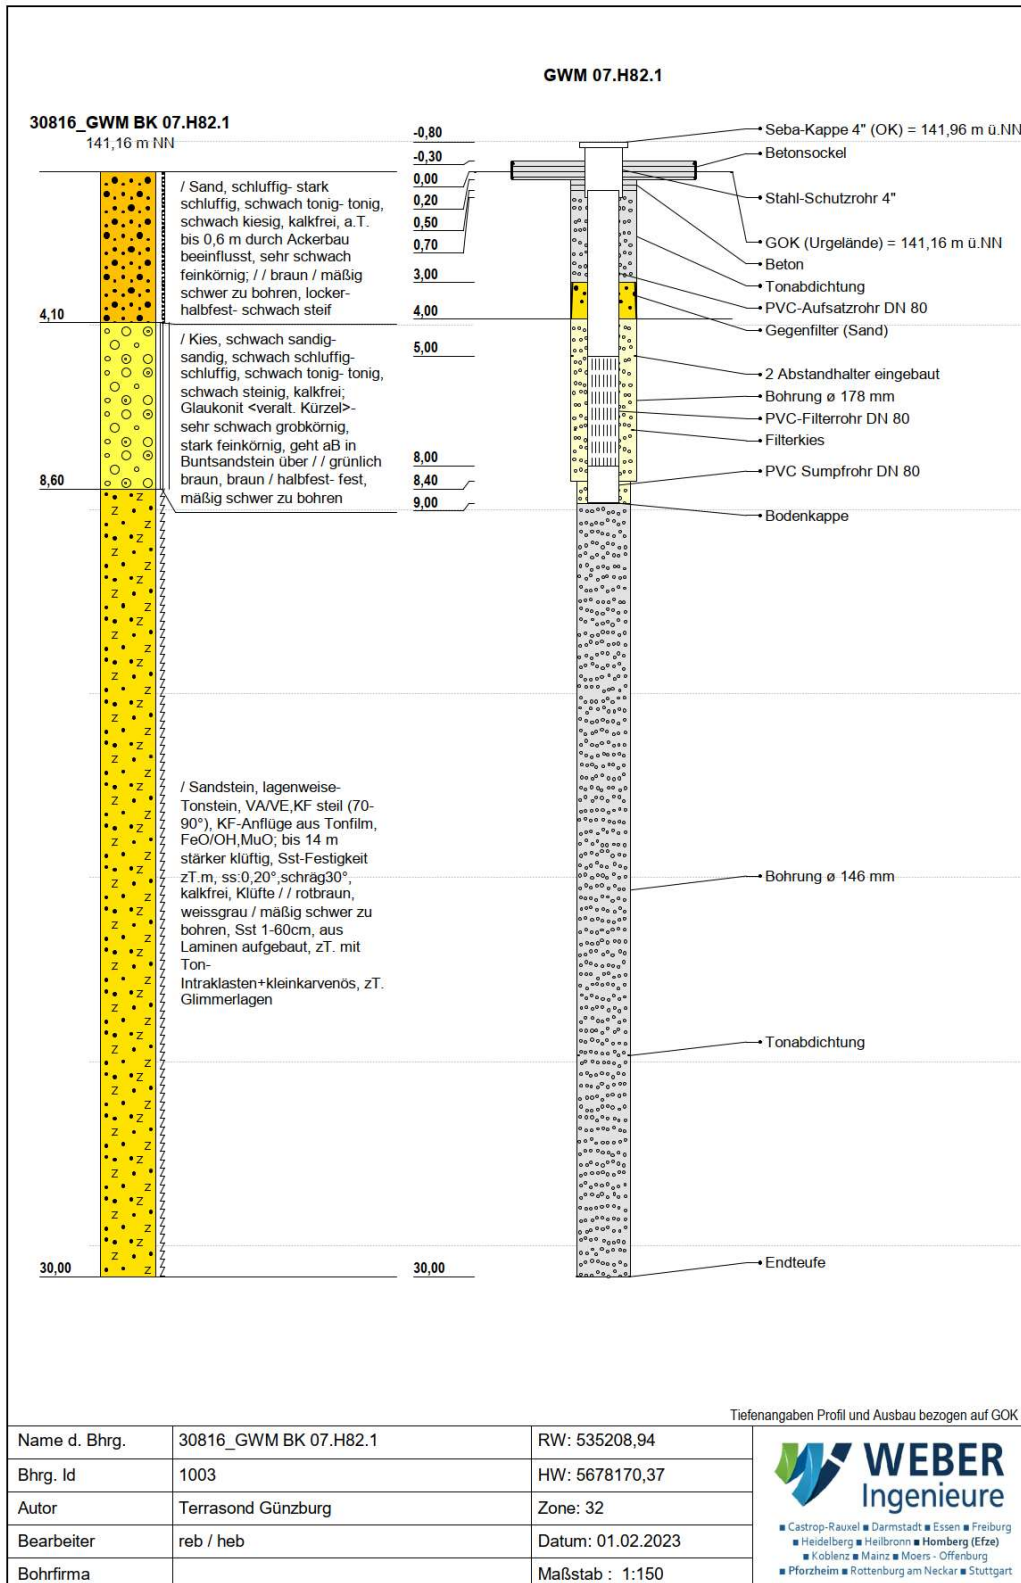 GWM 07.H82.1
30816_GWM BK 07.H82.1
141,16 m NN
/ Sand, schluffig- stark
schluffig, schwach tonig- tonig,
schwach kiesig, kalkfrei, a.T.
bis 0,6 m durch Ackerbau
beeinflusst, sehr schwach
feinkörnig; / / braun / mäßig
schwer zu bohren, locker-
halbfest- schwach steif
4,10
/ Kies, schwach sandig-
sandig, schwach schluffig-
schluffig, schwach tonig- tonig,
schwach steinig, kalkfrei;
Glaukonit <veralt. Kürzel>-
sehr schwach grobkörnig,
stark feinkörnig, geht aB in
Buntsandstein über / / grünlich
braun, braun / halbfest- fest,
mäßig schwer zu bohren
8,60
/ Sandstein, lagenweise-
Tonstein, VA/VE,KF steil (70-
90°), KF-Anflüge aus Tonfilm,
FeO/OH,MuO; bis 14 m
stärker klüftig, Sst-Festigkeit
zT.m, ss:0,20°,schräg30°,
kalkfrei, Klüfte / / rotbraun,
weissgrau / mäßig schwer zu
bohren, Sst 1-60cm, aus
Laminen aufgebaut, zT. mit
Ton-
Intraklasten+kleinkarvenös, zT.
Glimmerlagen
30,00
-0,80
-0,30
0,00
0,20
0,50
0,70
3,00
4,00
5,00
8,00
8,40
9,00
30,00
Seba-Kappe 4" (OK) = 141,96 m ü.NN
Betonsockel
Stahl-Schutzrohr 4"
GOK (Urgelände) = 141,16 m ü.NN
Beton
Tonabdichtung
PVC-Aufsatzrohr DN 80
Gegenfilter (Sand)
2 Abstandhalter eingebaut
Bohrung ø 178 mm
PVC-Filterrohr DN 80
Filterkies
PVC Sumpfrohr DN 80
Bodenkappe
Bohrung ø 146 mm
Tonabdichtung
Endteufe
Tiefenangaben Profil und Ausbau bezogen auf GOK
Name d. Bhrg. 30816_GWM BK 07.H82.1 RW: 535208,94
Bhrg. Id 1003 HW: 5678170,37
Autor Terrasond Günzburg Zone: 32
Bearbeiter reb / heb Datum: 01.02.2023
Bohrfirma Maßstab : 1:150
WEBER
Ingenieure
■ Castrop-Rauxel ■ Darmstadt ■ Essen ■ Freiburg
■ Heidelberg ■ Heilbronn ■ Homberg (Efze)
■ Koblenz ■ Mainz ■ Moers - Offenburg
■ Pforzheim ■ Rottenburg am Neckar ■ Stuttgart